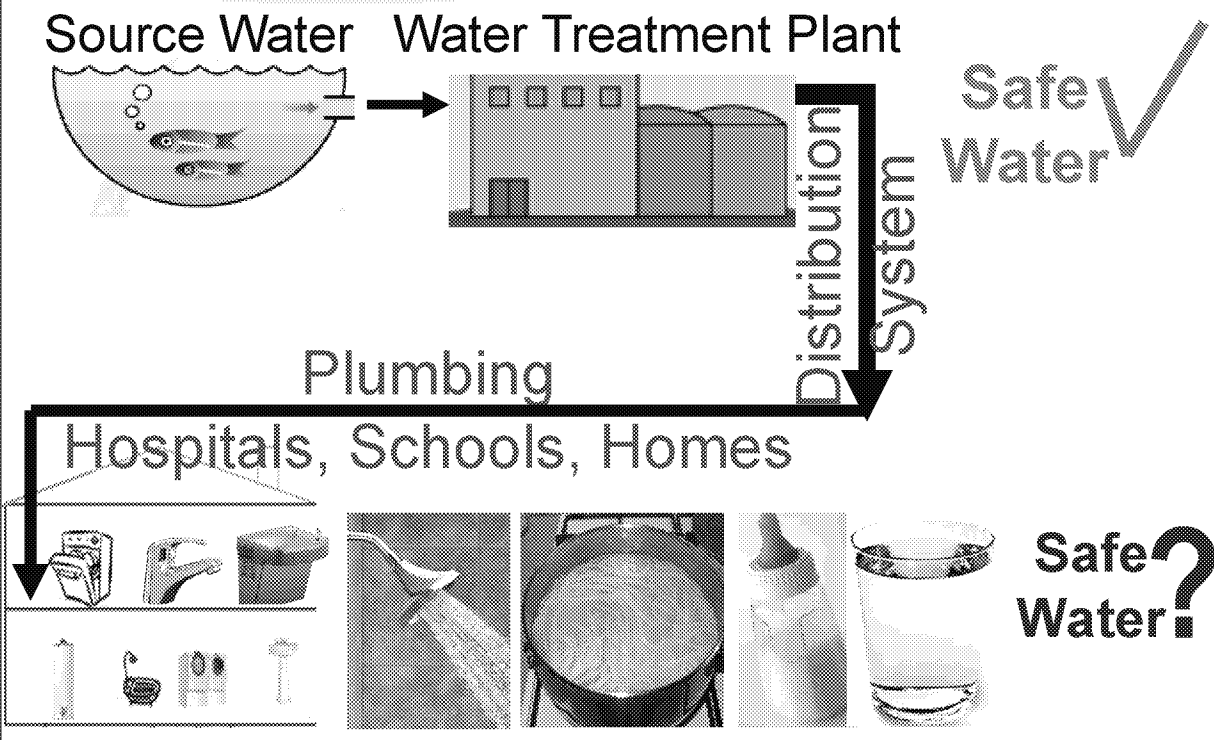 Source Water
Water Treatment Plant
Safe
Water
Distribution
System
Plumbing
Hospitals, Schools, Homes
Safe
Water?